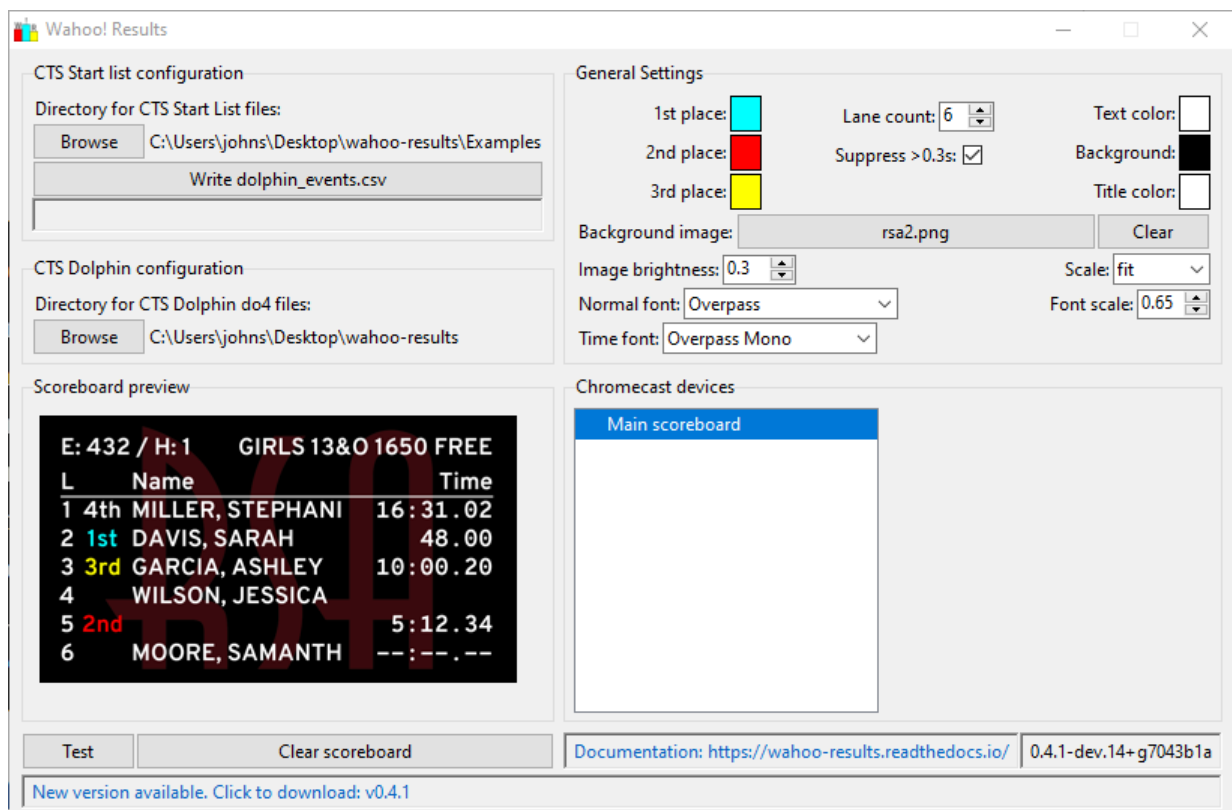 Wahoo! Results
CTS Start list configuration
Directory for CTS Start List files:
Browse C:\Users\johns\Desktop\wahoo-results\Examples
Write dolphin_events.csv
CTS Dolphin configuration
Directory for CTS Dolphin do4 files:
Browse C:\Users\johns\Desktop\wahoo-results
General Settings
1st place: Lane count: 6 Text color:
2nd place: Suppress >0.3s: Background:
3rd place: Title color:
Background image: rsa2.png Clear
Image brightness: 0.3 Scale: fit
Normal font: Overpass Font scale: 0.65
Time font: Overpass Mono
Scoreboard preview
RSA
E: 432 / H: 1 GIRLS 13&O 1650 FREE
L Name Time
1 4th MILLER, STEPHANI 16:31.02
2 1st DAVIS, SARAH 48.00
3 3rd GARCIA, ASHLEY 10:00.20
4 WILSON, JESSICA
5 2nd 5:12.34
6 MOORE, SAMANTH --:--.--
Chromecast devices
Main scoreboard
Test Clear scoreboard Documentation: https://wahoo-results.readthedocs.io/ 0.4.1-dev.14+g7043b1a
New version available. Click to download: v0.4.1